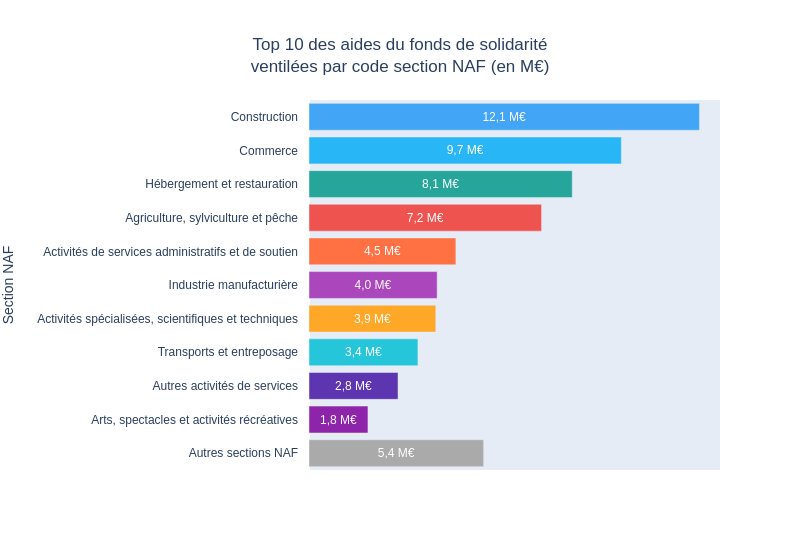 Top 10 des aides du fonds de solidarité
ventilées par code section NAF (en M€)
Section NAF
Construction 12,1 M€
Commerce 9,7 M€
Hébergement et restauration 8,1 M€
Agriculture, sylviculture et pêche 7,2 M€
Activités de services administratifs et de soutien 4,5 M€
Industrie manufacturière 4,0 M€
Activités spécialisées, scientifiques et techniques 3,9 M€
Transports et entreposage 3,4 M€
Autres activités de services 2,8 M€
Arts, spectacles et activités récréatives 1,8 M€
Autres sections NAF 5,4 M€